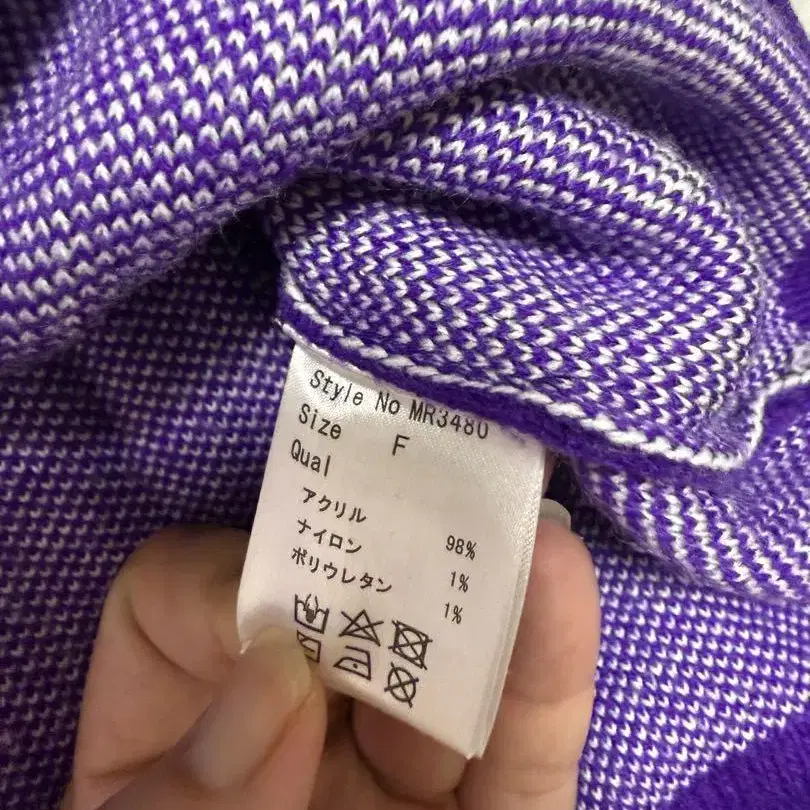 Style No MR3480
Size F
Qual
アクリル 98%
ナイロン 1%
ポリウレタン 1%